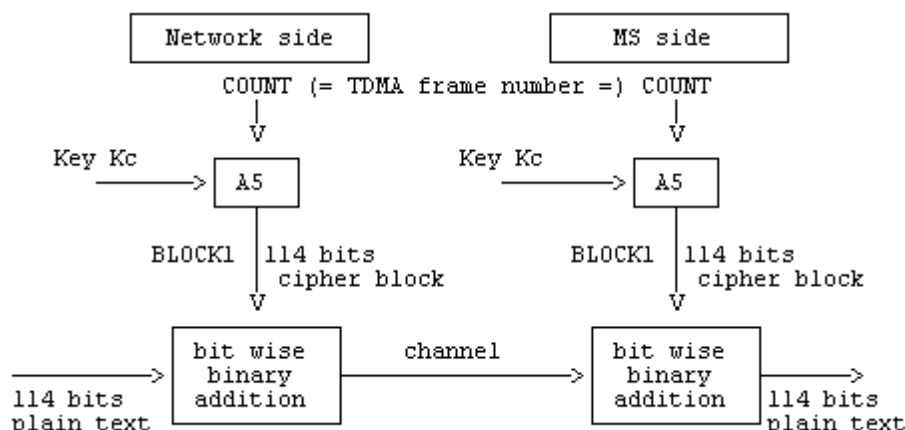 Network side
MS side
COUNT (= TDMA frame number =) COUNT
Key Kc
A5
Key Kc
A5
BLOCK1
114 bits
cipher block
BLOCK1
114 bits
cipher block
bit wise
binary
addition
channel
bit wise
binary
addition
114 bits
plain text
114 bits
plain text